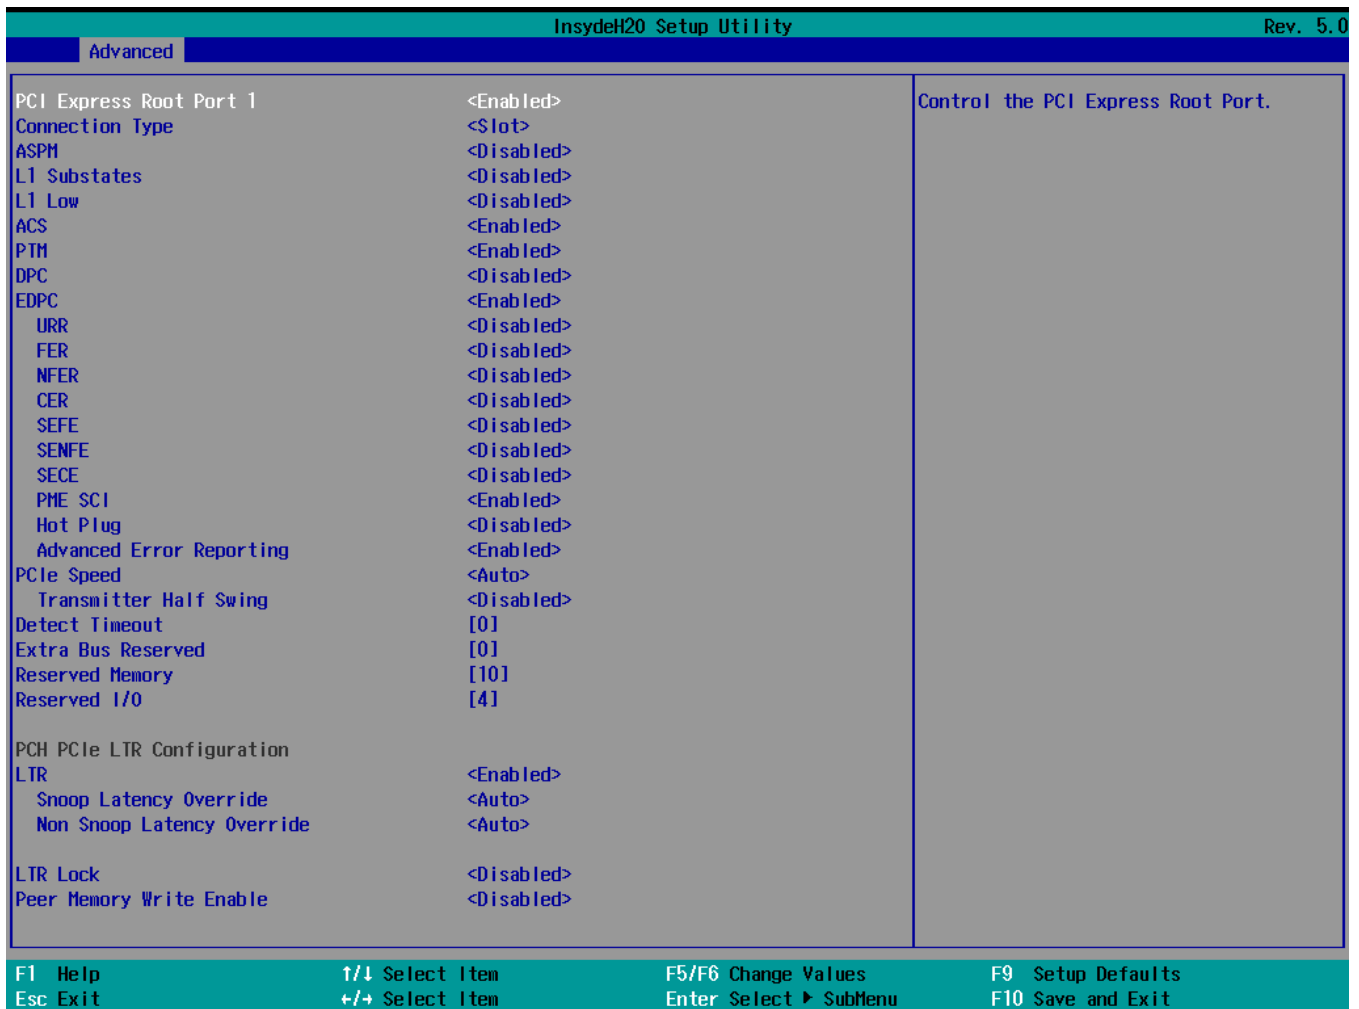 InsydeH20 Setup Utility Rev. 5.0
Advanced
PCI Express Root Port 1 <Enabled> Control the PCI Express Root Port.
Connection Type <Slot>
ASPM <Disabled>
L1 Substates <Disabled>
L1 Low <Disabled>
ACS <Enabled>
PTM <Enabled>
DPC <Disabled>
EDPC <Enabled>
URR <Disabled>
FER <Disabled>
NFER <Disabled>
CER <Disabled>
SEFE <Disabled>
SENFE <Disabled>
SECE <Disabled>
PME SCI <Enabled>
Hot Plug <Disabled>
Advanced Error Reporting <Enabled>
PCIe Speed <Auto>
Transmitter Half Swing <Disabled>
Detect Timeout [0]
Extra Bus Reserved [0]
Reserved Memory [10]
Reserved I/O [4]
PCH PCIe LTR Configuration
LTR <Enabled>
Snoop Latency Override <Auto>
Non Snoop Latency Override <Auto>
LTR Lock <Disabled>
Peer Memory Write Enable <Disabled>
F1 Help ↑/↓ Select Item F5/F6 Change Values F9 Setup Defaults
Esc Exit ←/→ Select Item Enter Select ▶ SubMenu F10 Save and Exit